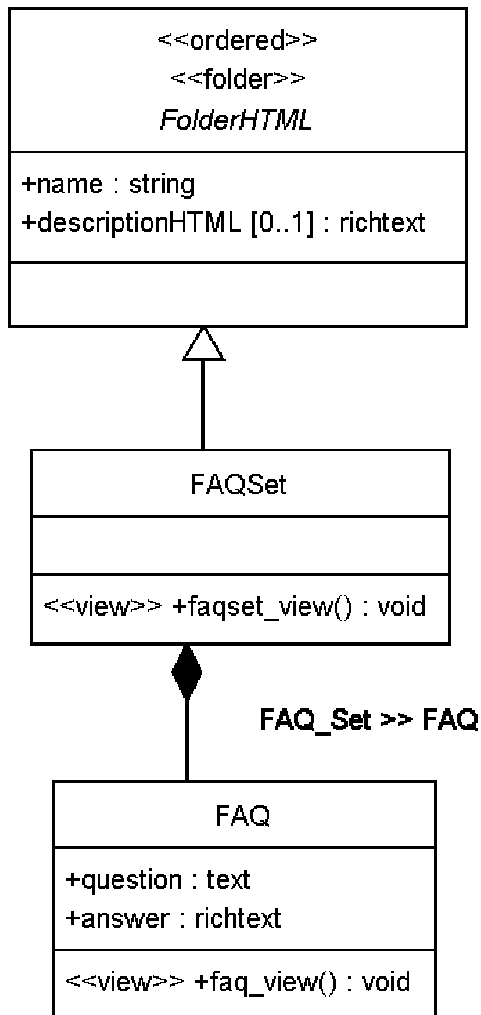 <<ordered>>
<<folder>>
FolderHTML
+name : string
+descriptionHTML [0..1] : richtext
FAQSet
<<view>> +faqset_view() : void
FAQ_Set >> FAQ
FAQ
+question : text
+answer : richtext
<<view>> +faq_view() : void